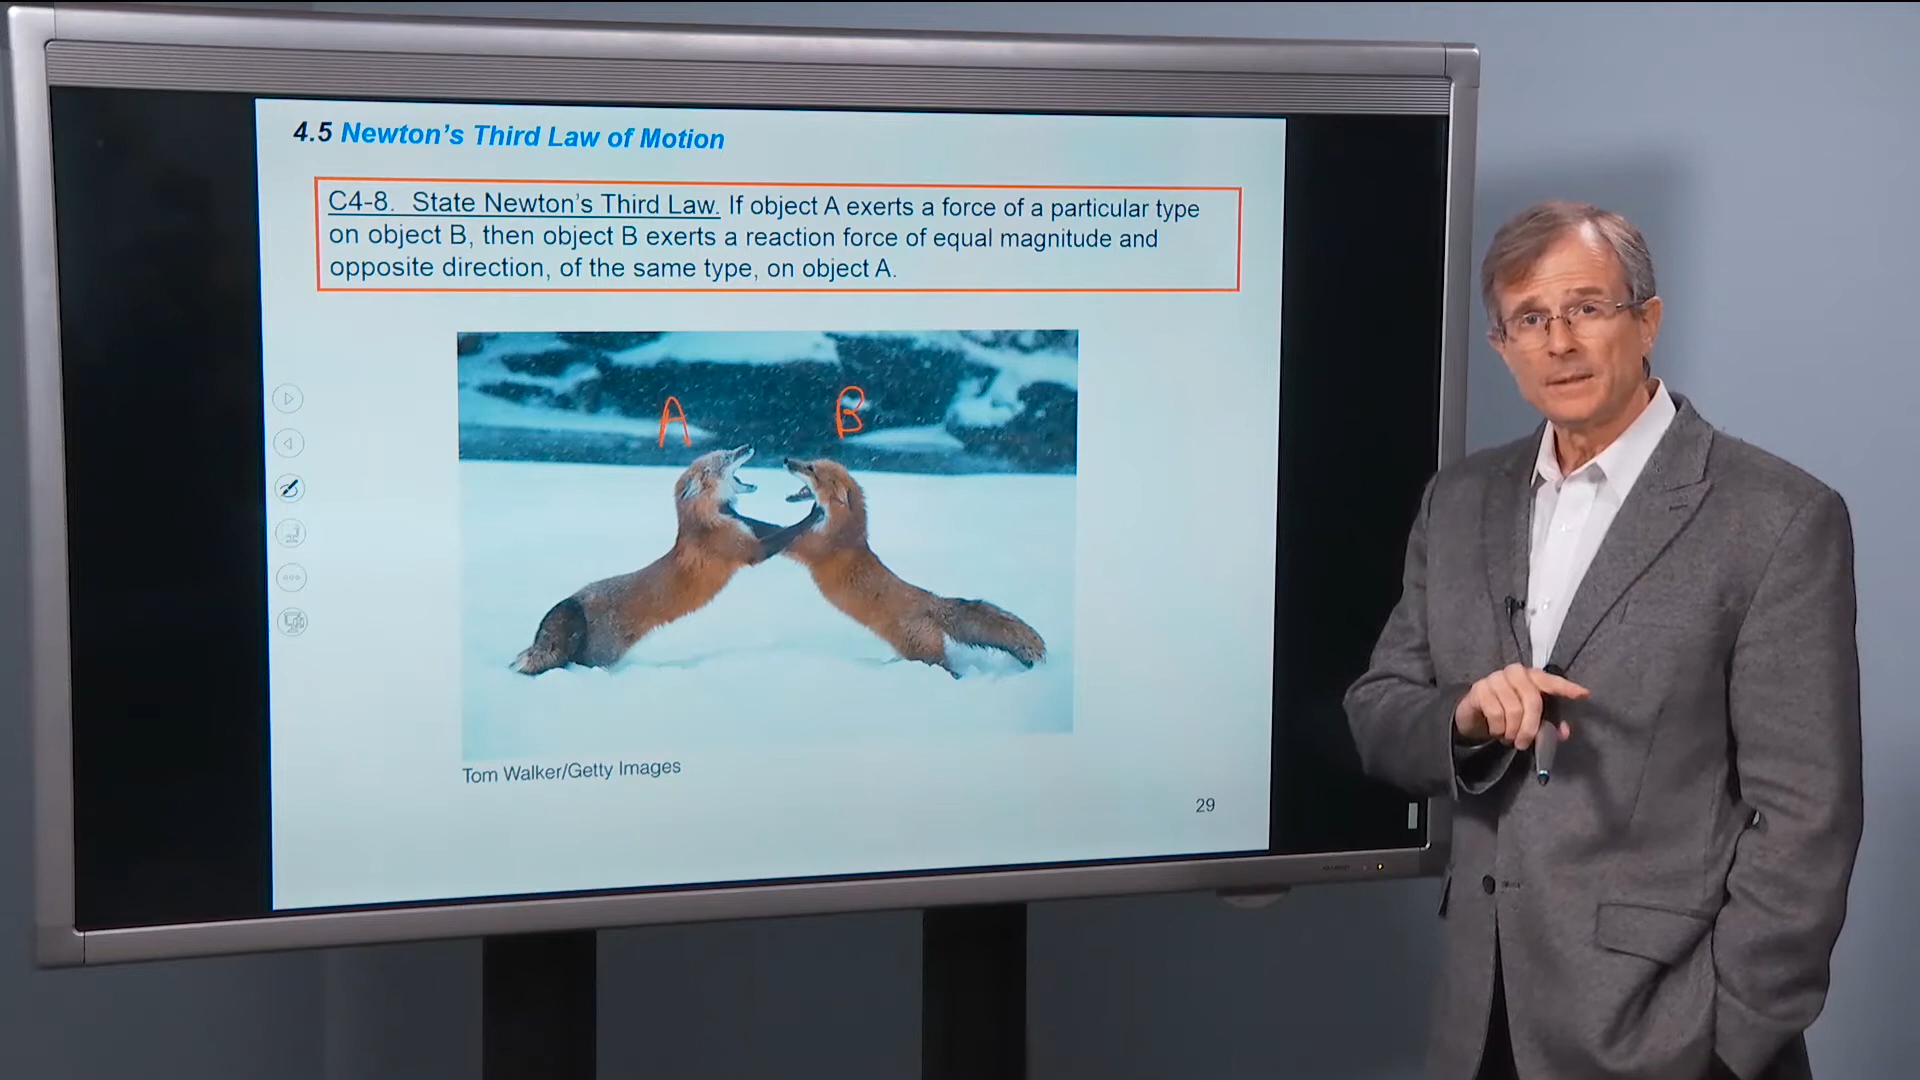 4.5 Newton's Third Law of Motion
C4-8. State Newton's Third Law. If object A exerts a force of a particular type
on object B, then object B exerts a reaction force of equal magnitude and
opposite direction, of the same type, on object A.
A B
Tom Walker/Getty Images
29